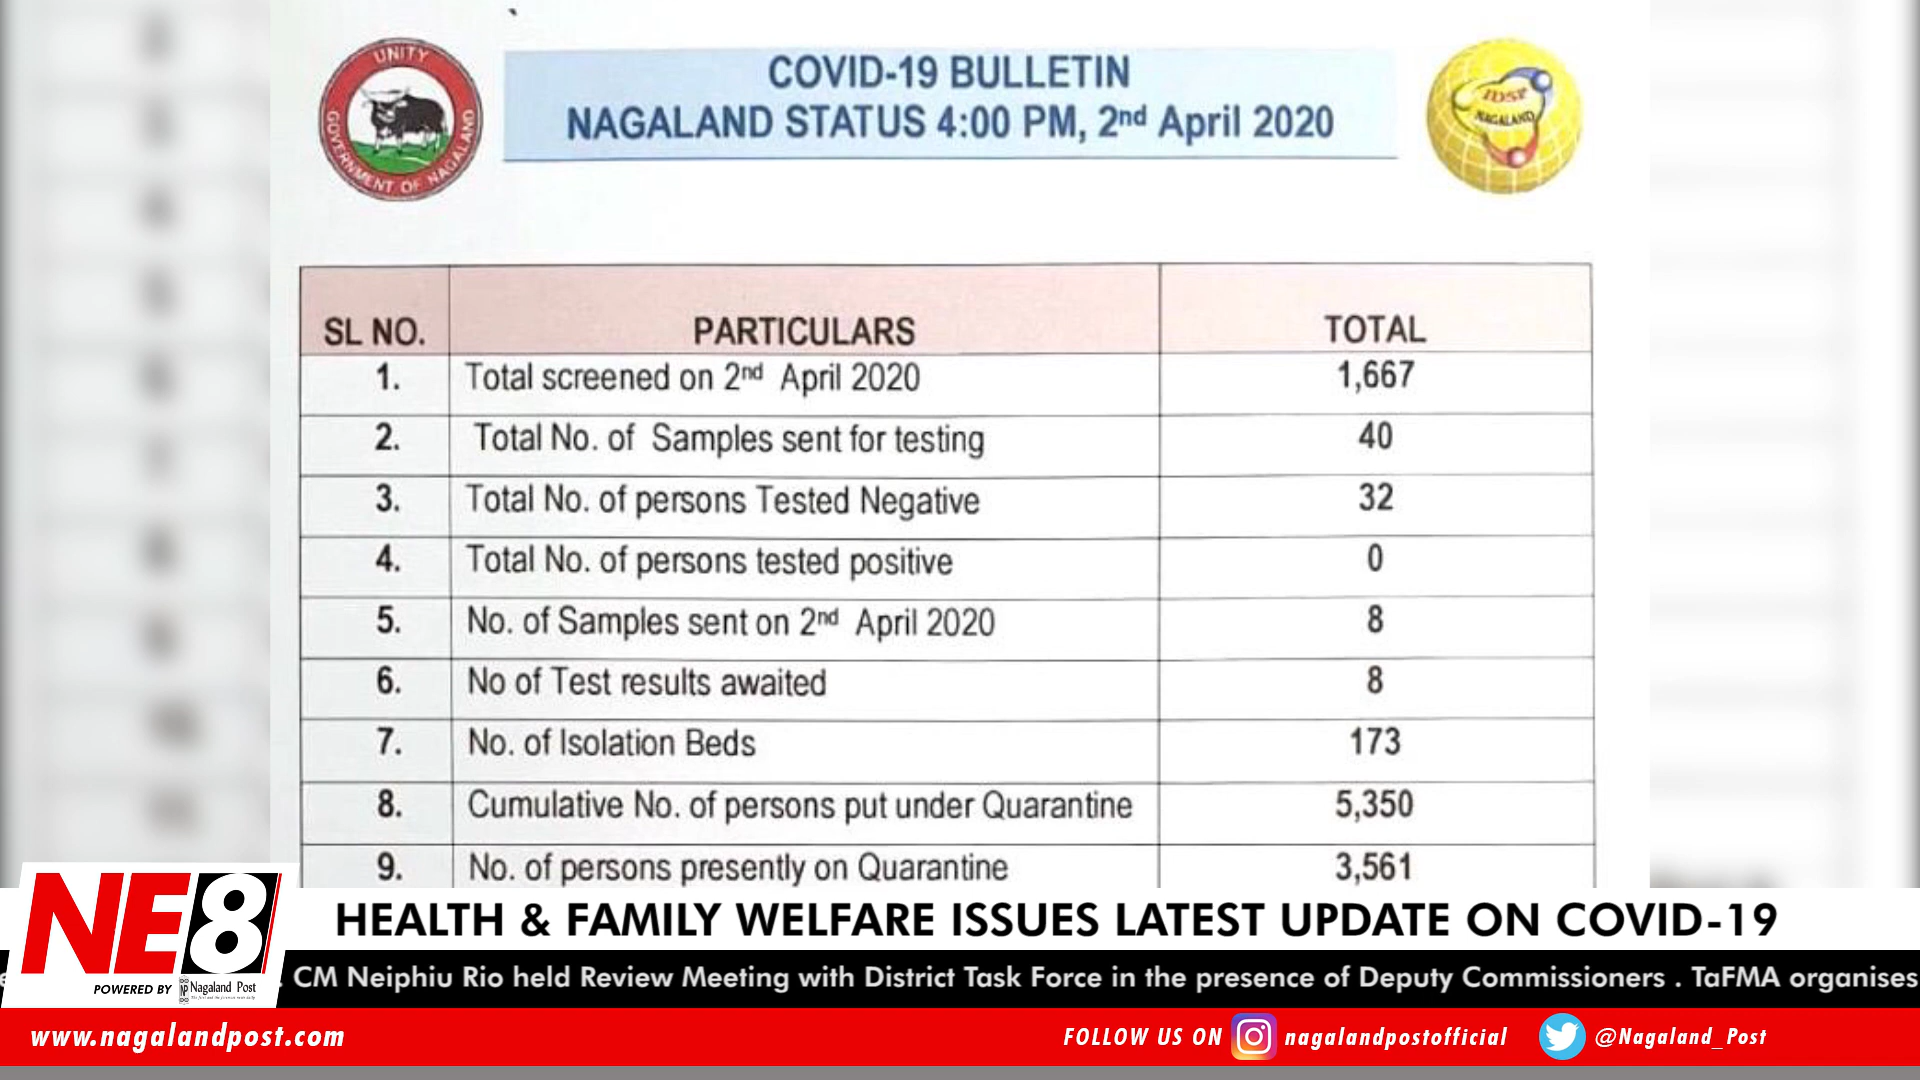 UNITY
GOVERNMENT OF NAGALAND
COVID-19 BULLETIN
NAGALAND STATUS 4:00 PM, 2nd April 2020
IDSP
NAGALAND
SL NO. PARTICULARS TOTAL
1. Total screened on 2nd April 2020 1,667
2. Total No. of Samples sent for testing 40
3. Total No. of persons Tested Negative 32
4. Total No. of persons tested positive 0
5. No. of Samples sent on 2nd April 2020 8
6. No of Test results awaited 8
7. No. of Isolation Beds 173
8. Cumulative No. of persons put under Quarantine 5,350
9. No. of persons presently on Quarantine 3,561
NE8
POWERED BY Nagaland Post
HEALTH & FAMILY WELFARE ISSUES LATEST UPDATE ON COVID-19
. CM Neiphiu Rio held Review Meeting with District Task Force in the presence of Deputy Commissioners . TaFMA organises
www.nagalandpost.com
FOLLOW US ON nagalandpostofficial @Nagaland_Post